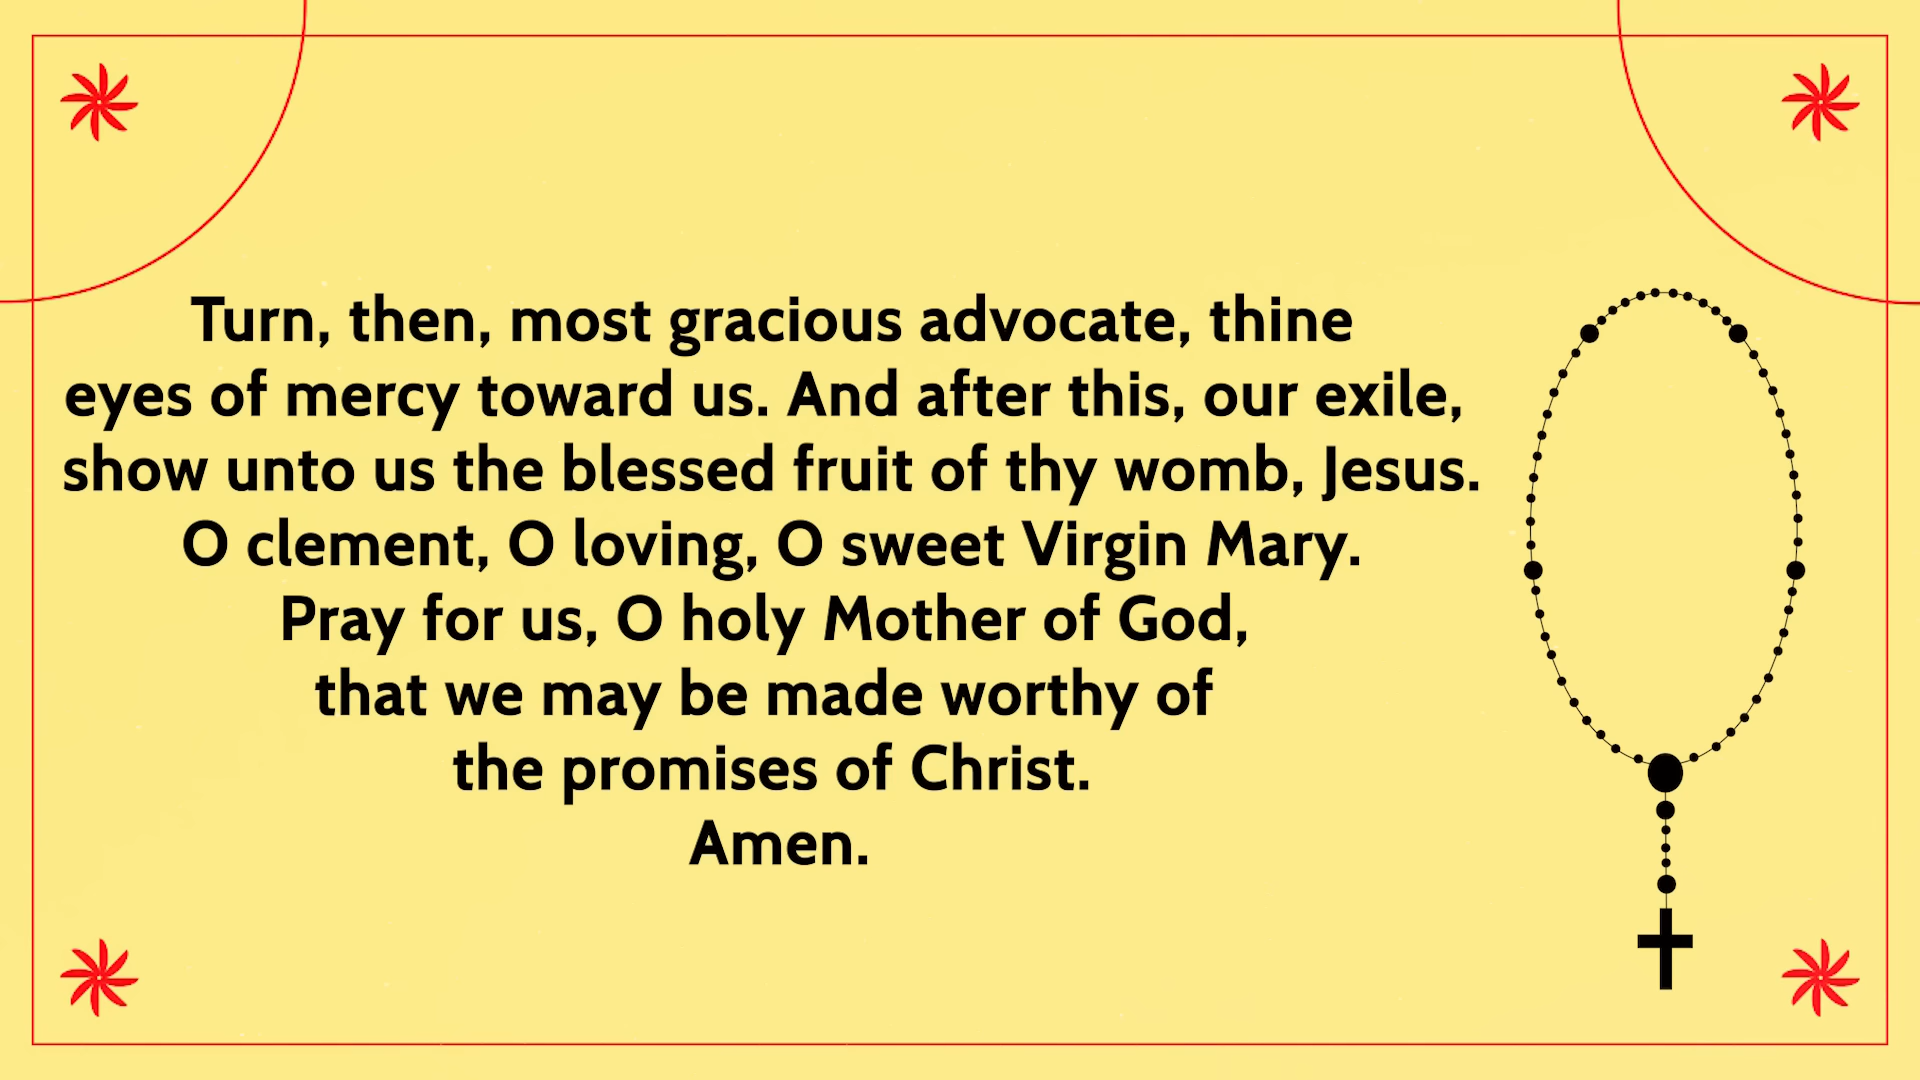 Turn, then, most gracious advocate, thine
eyes of mercy toward us. And after this, our exile,
show unto us the blessed fruit of thy womb, Jesus.
O clement, O loving, O sweet Virgin Mary.
Pray for us, O holy Mother of God,
that we may be made worthy of
the promises of Christ.
Amen.